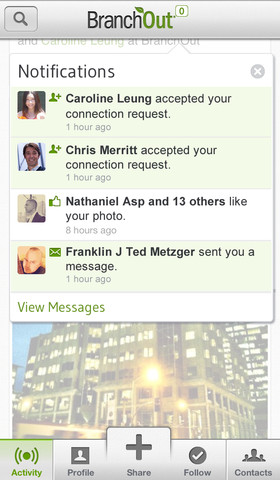 BranchOut
0
and Caroline Leung at BranchOut
Notifications
Caroline Leung accepted your
connection request.
1 hour ago
Chris Merritt accepted your
connection request.
1 hour ago
Nathaniel Asp and 13 others like
your photo.
8 hours ago
Franklin J Ted Metzger sent you a
message.
1 hour ago
View Messages
Activity
Profile
Share
Follow
Contacts